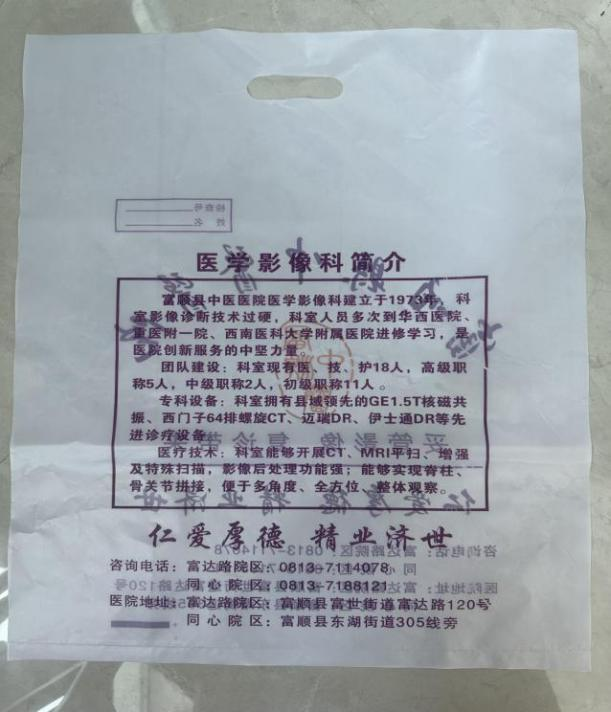 医学影像科简介
富顺县中医医院医学影像科建立于1973年，科
室影像诊断技术过硬，科室人员多次到华西医院、
重医附一院、西南医科大学附属医院进修学习，是
医院创新服务的中坚力量。
团队建设：科室现有医、技、护18人，高级职
称5人，中级职称2人，初级职称11人。
专科设备：科室拥有县域领先的GE1.5T核磁共
振、西门子64排螺旋CT、迈瑞DR、伊士通DR等先
进诊疗设备
医疗技术：科室能够开展CT、MRI平扫、增强
及特殊扫描，影像后处理功能强；能够实现脊柱、
骨关节拼接，便于多角度、全方位、整体观察。
仁爱厚德 精业济世
咨询电话：富达路院区：0813-7114078
同心院区：0813-7188121
医院地址：富达路院区：富顺县富世街道富达路120号
同心院区：富顺县东湖街道305线旁
检查号
姓名